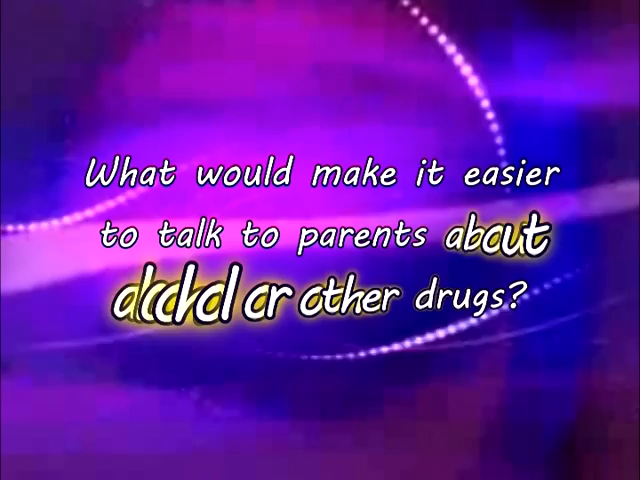 What would make it easier
to talk to parents about
alcohol or other drugs?